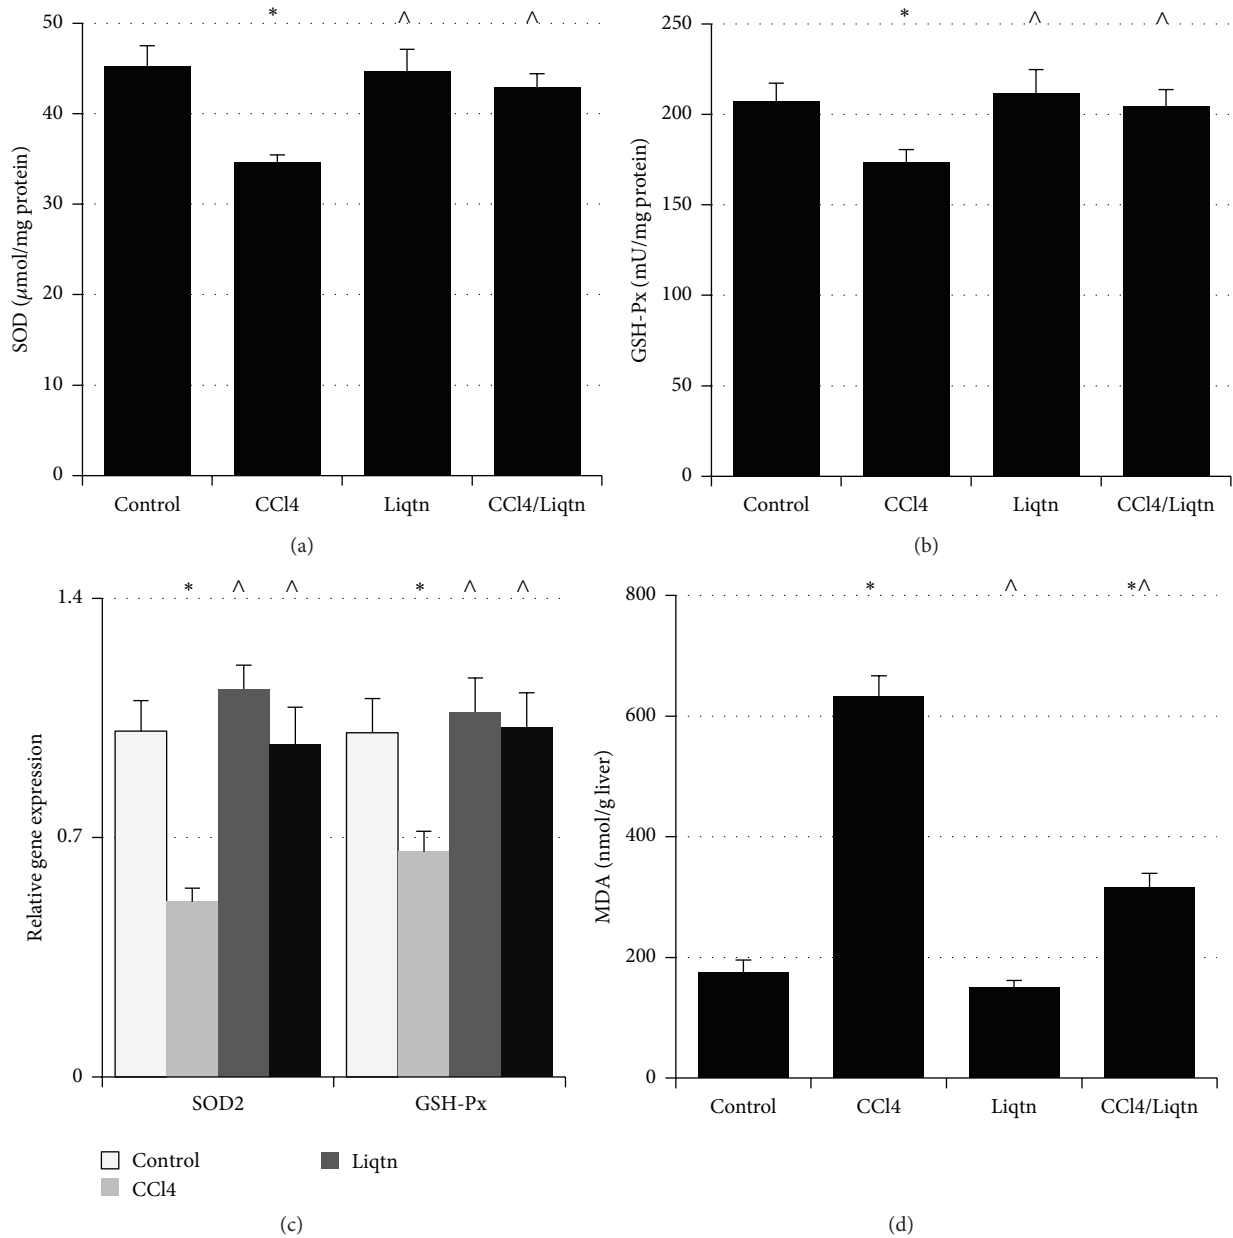 * ^ ^
50
40
30
20
10
0
SOD (μmol/mg protein)
Control CCl4 Liqtn CCl4/Liqtn
(a)
* ^ ^
250
200
150
100
50
0
GSH-Px (mU/mg protein)
Control CCl4 Liqtn CCl4/Liqtn
(b)
* ^ ^ * ^ ^
1.4
0.7
0
Relative gene expression
SOD2 GSH-Px
Control Liqtn
CCl4
(c)
* ^ *^
800
600
400
200
0
MDA (nmol/g liver)
Control CCl4 Liqtn CCl4/Liqtn
(d)